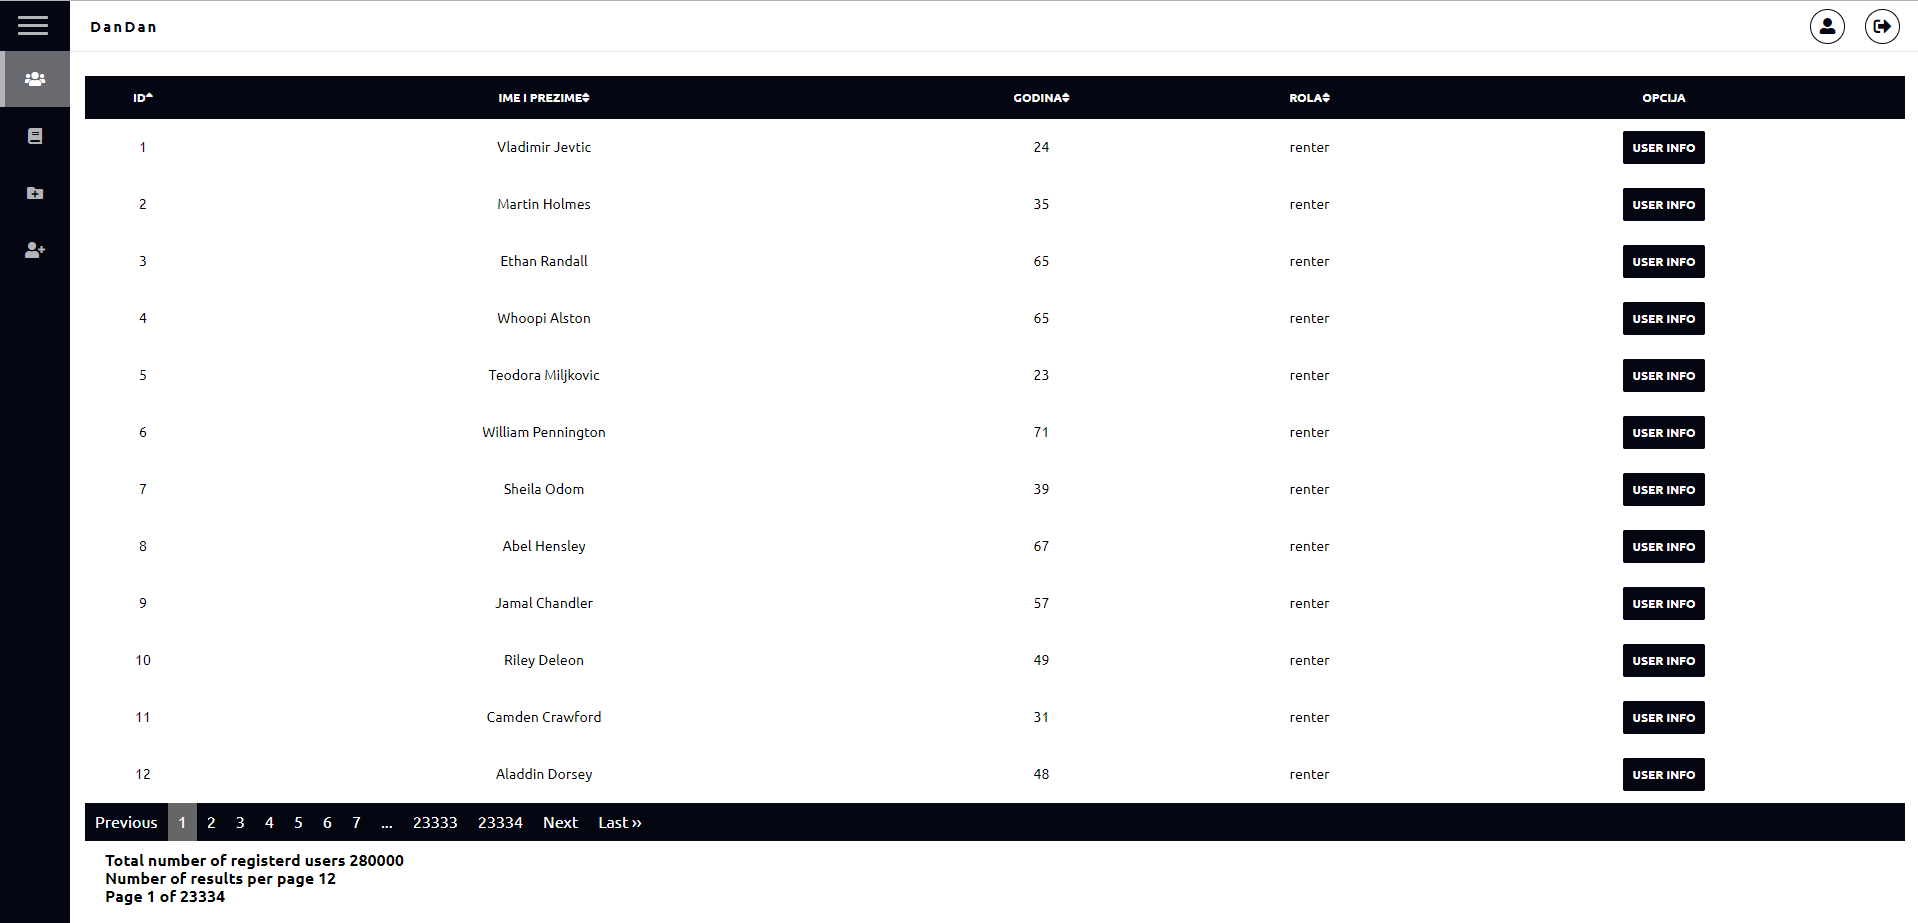 DanDan
ID IME I PREZIME GODINA ROLA OPCIJA
1 Vladimir Jevtic 24 renter USER INFO
2 Martin Holmes 35 renter USER INFO
3 Ethan Randall 65 renter USER INFO
4 Whoopi Alston 65 renter USER INFO
5 Teodora Miljkovic 23 renter USER INFO
6 William Pennington 71 renter USER INFO
7 Sheila Odom 39 renter USER INFO
8 Abel Hensley 67 renter USER INFO
9 Jamal Chandler 57 renter USER INFO
10 Riley Deleon 49 renter USER INFO
11 Camden Crawford 31 renter USER INFO
12 Aladdin Dorsey 48 renter USER INFO
Previous 1 2 3 4 5 6 7 ... 23333 23334 Next Last ››
Total number of registerd users 280000
Number of results per page 12
Page 1 of 23334